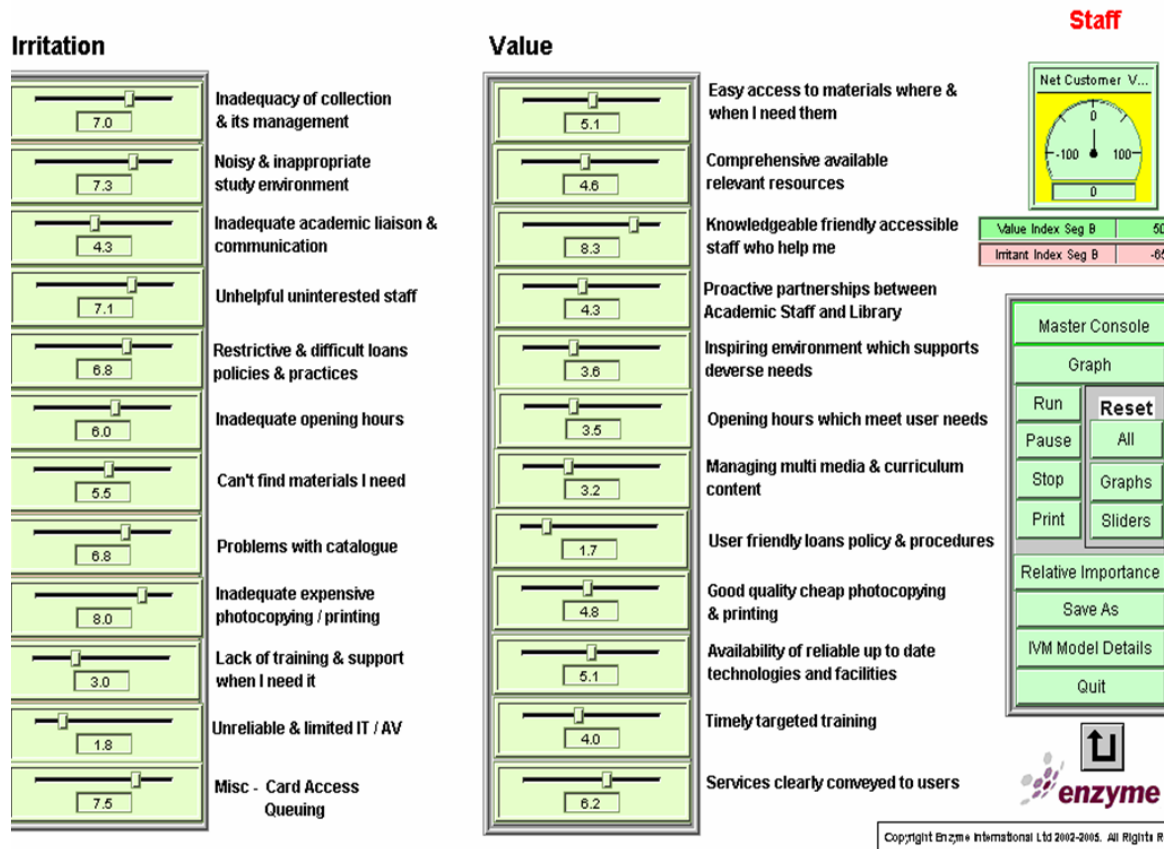 Staff
Irritation
Value
7.0
Inadequacy of collection
& its management
7.3
Noisy & inappropriate
study environment
4.3
Inadequate academic liaison &
communication
7.1
Unhelpful uninterested staff
6.8
Restrictive & difficult loans
policies & practices
6.0
Inadequate opening hours
5.5
Can't find materials I need
6.8
Problems with catalogue
8.0
Inadequate expensive
photocopying / printing
3.0
Lack of training & support
when I need it
1.8
Unreliable & limited IT / AV
7.5
Misc - Card Access
Queuing
5.1
Easy access to materials where &
when I need them
4.6
Comprehensive available
relevant resources
8.3
Knowledgeable friendly accessible
staff who help me
4.3
Proactive partnerships between
Academic Staff and Library
3.6
Inspiring environment which supports
deverse needs
3.5
Opening hours which meet user needs
3.2
Managing multi media & curriculum
content
1.7
User friendly loans policy & procedures
4.8
Good quality cheap photocopying
& printing
5.1
Availability of reliable up to date
technologies and facilities
4.0
Timely targeted training
6.2
Services clearly conveyed to users
Net Customer V...
0
-100 100
0
Value Index Seg B 50
Irritant Index Seg B
Master Console
Graph
Run
Pause
Stop
Print
Reset
All
Graphs
Sliders
Relative Importance
Save As
IVM Model Details
Quit
enzyme
Copyright Enzyme International Ltd 2002-2005. All Rights R